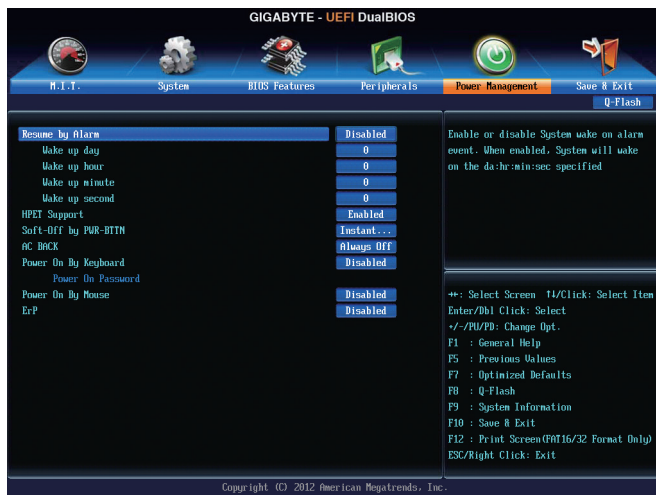 GIGABYTE - UEFI DualBIOS
M.I.T. System BIOS Features Peripherals Power Management Save & Exit
Q-Flash
Resume by Alarm Disabled
Wake up day 0
Wake up hour 0
Wake up minute 0
Wake up second 0
HPET Support Enabled
Soft-Off by PWR-BTTN Instant...
AC BACK Always Off
Power On By Keyboard Disabled
Power On Password
Power On By Mouse Disabled
ErP Disabled
Enable or disable System wake on alarm
event. When enabled, System will wake
on the da:hr:min:sec specified
→←: Select Screen ↑↓/Click: Select Item
Enter/Dbl Click: Select
+/-/PU/PD: Change Opt.
F1 : General Help
F5 : Previous Values
F7 : Optimized Defaults
F8 : Q-Flash
F9 : System Information
F10 : Save & Exit
F12 : Print Screen(FAT16/32 Format Only)
ESC/Right Click: Exit
Copyright (C) 2012 American Megatrends, Inc.